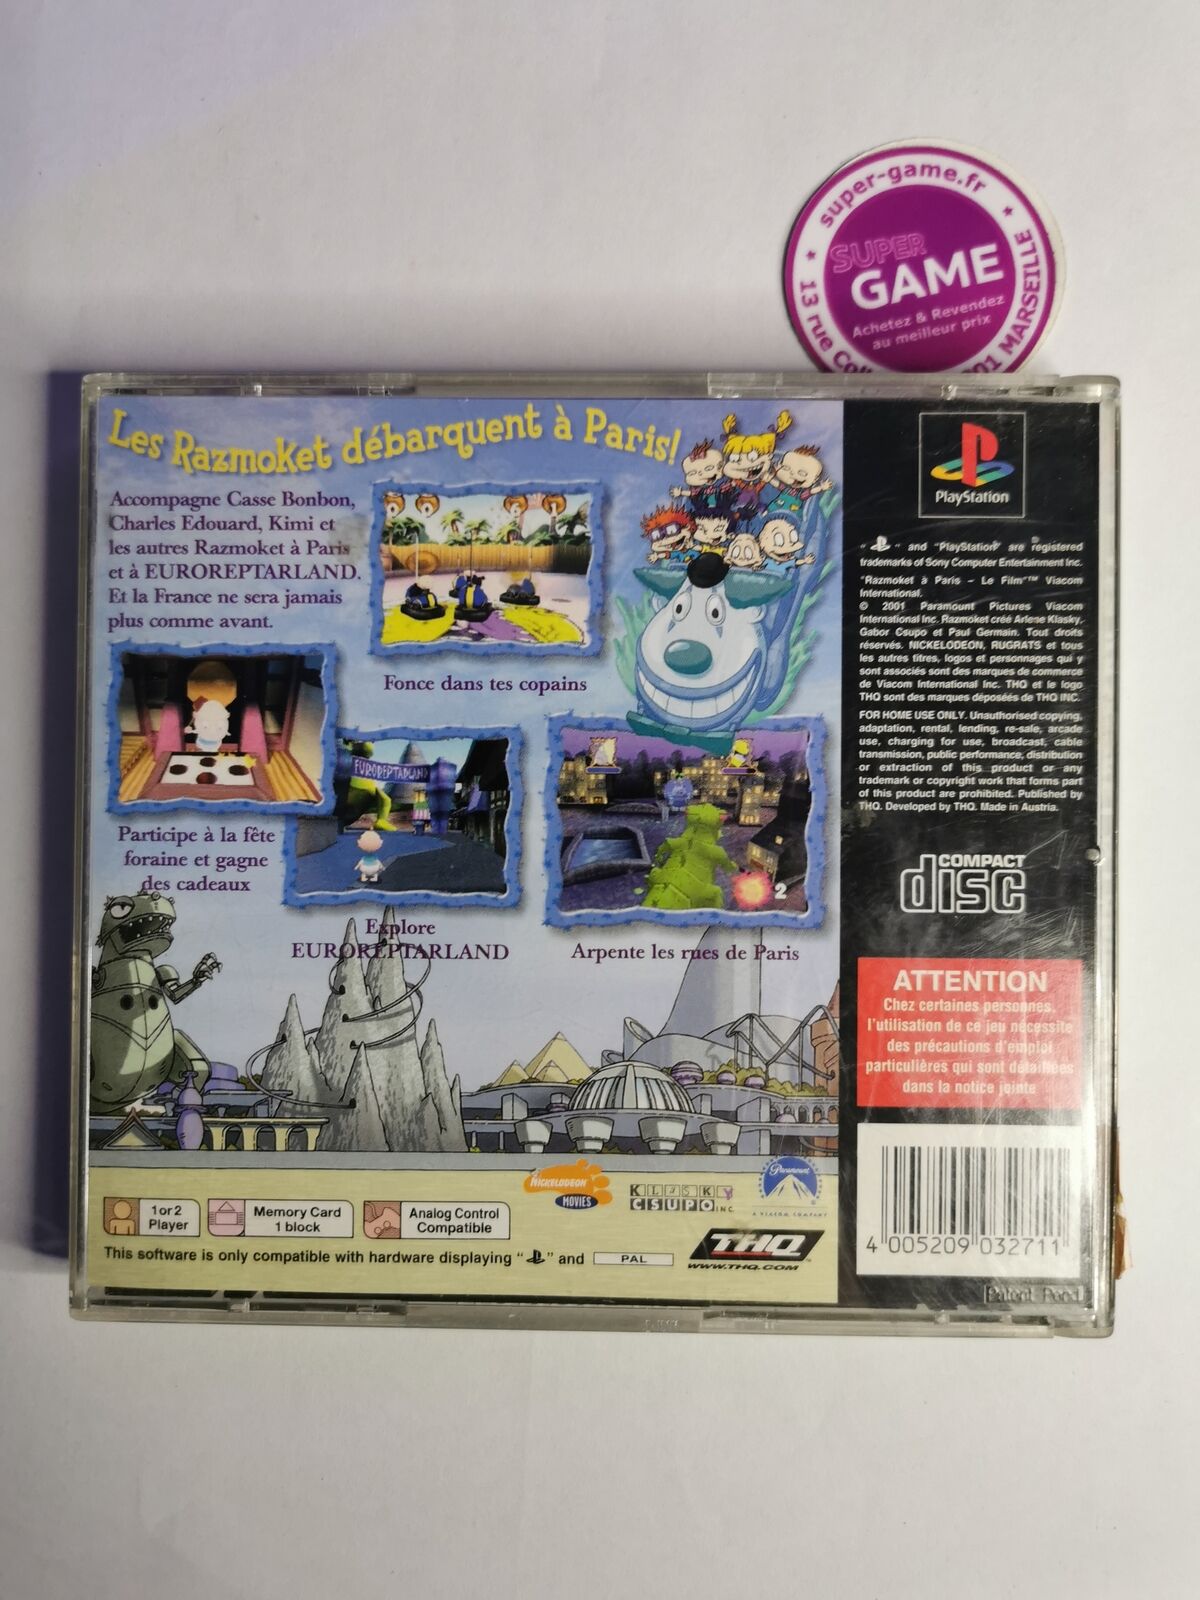 super-game.fr
SUPER
GAME
Achetez & Revendez
au meilleur prix
13 rue
MARSEILLE
Les Razmoket débarquent à Paris!
Accompagne Casse Bonbon,
Charles Edouard, Kimi et
les autres Razmoket à Paris
et à EUROREPTARLAND.
Et la France ne sera jamais
plus comme avant.
Fonce dans tes copains
Participe à la fête
foraine et gagne
des cadeaux
EUROREPTARLAND
Explore
EUROREPTARLAND
2
Arpente les rues de Paris
PlayStation
" " and "PlayStation" are registered
trademarks of Sony Computer Entertainment Inc.
"Razmoket à Paris – Le Film"™ Viacom
International.
© 2001 Paramount Pictures Viacom
International Inc. Razmoket créé Arlene Klasky,
Gabor Csupo et Paul Germain. Tout droits
réservés. NICKELODEON, RUGRATS et tous
les autres titres, logos et personnages qui y
sont associés sont des marques de commerce
de Viacom International Inc. THQ et le logo
THQ sont des marques déposées de THQ INC.
FOR HOME USE ONLY. Unauthorised copying,
adaptation, rental, lending, re-sale, arcade
use, charging for use, broadcast, cable
transmission, public performance, distribution
or extraction of this product or any
trademark or copyright work that forms part
of this product are prohibited. Published by
THQ. Developed by THQ. Made in Austria.
COMPACT
disc
ATTENTION
Chez certaines personnes,
l'utilisation de ce jeu nécessite
des précautions d'emploi
particulières qui sont détaillées
dans la notice jointe
4 005209 032711
Patent Pend
NICKELODEON
MOVIES
KLASKY
CSUPO INC.
Paramount
A VIACOM COMPANY
1 or 2
Player
Memory Card
1 block
Analog Control
Compatible
This software is only compatible with hardware displaying " " and PAL
THQ
WWW.THQ.COM